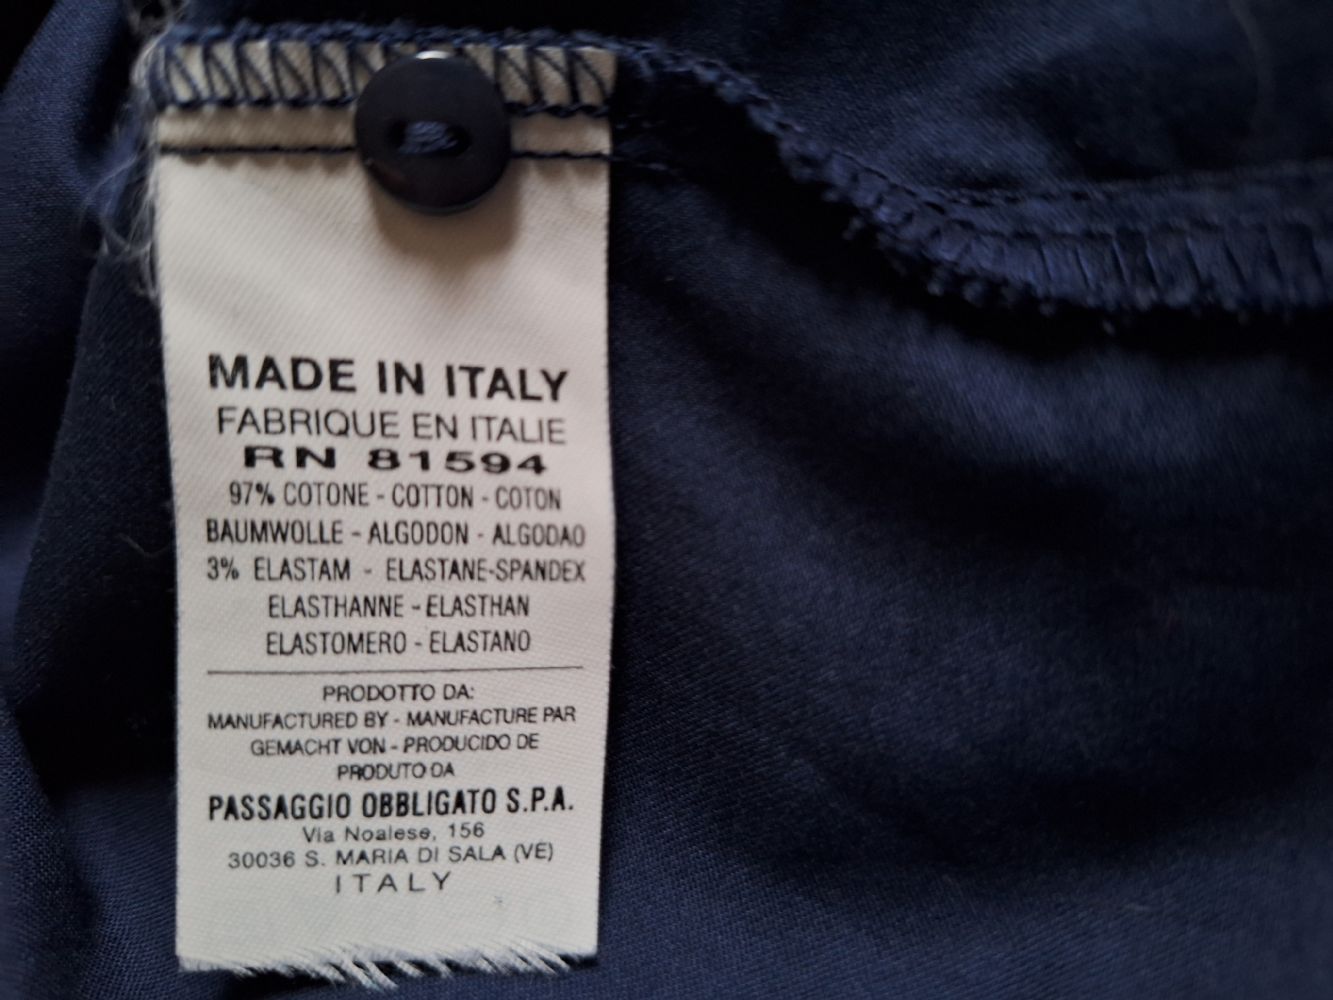 MADE IN ITALY
FABRIQUE EN ITALIE
RN 81594
97% COTONE - COTTON - COTON
BAUMWOLLE - ALGODON - ALGODAO
3% ELASTAM - ELASTANE-SPANDEX
ELASTHANNE - ELASTHAN
ELASTOMERO - ELASTANO
PRODOTTO DA:
MANUFACTURED BY - MANUFACTURE PAR
GEMACHT VON - PRODUCIDO DE
PRODUTO DA
PASSAGGIO OBBLIGATO S.P.A.
Via Noalese, 156
30036 S. MARIA DI SALA (VE)
ITALY